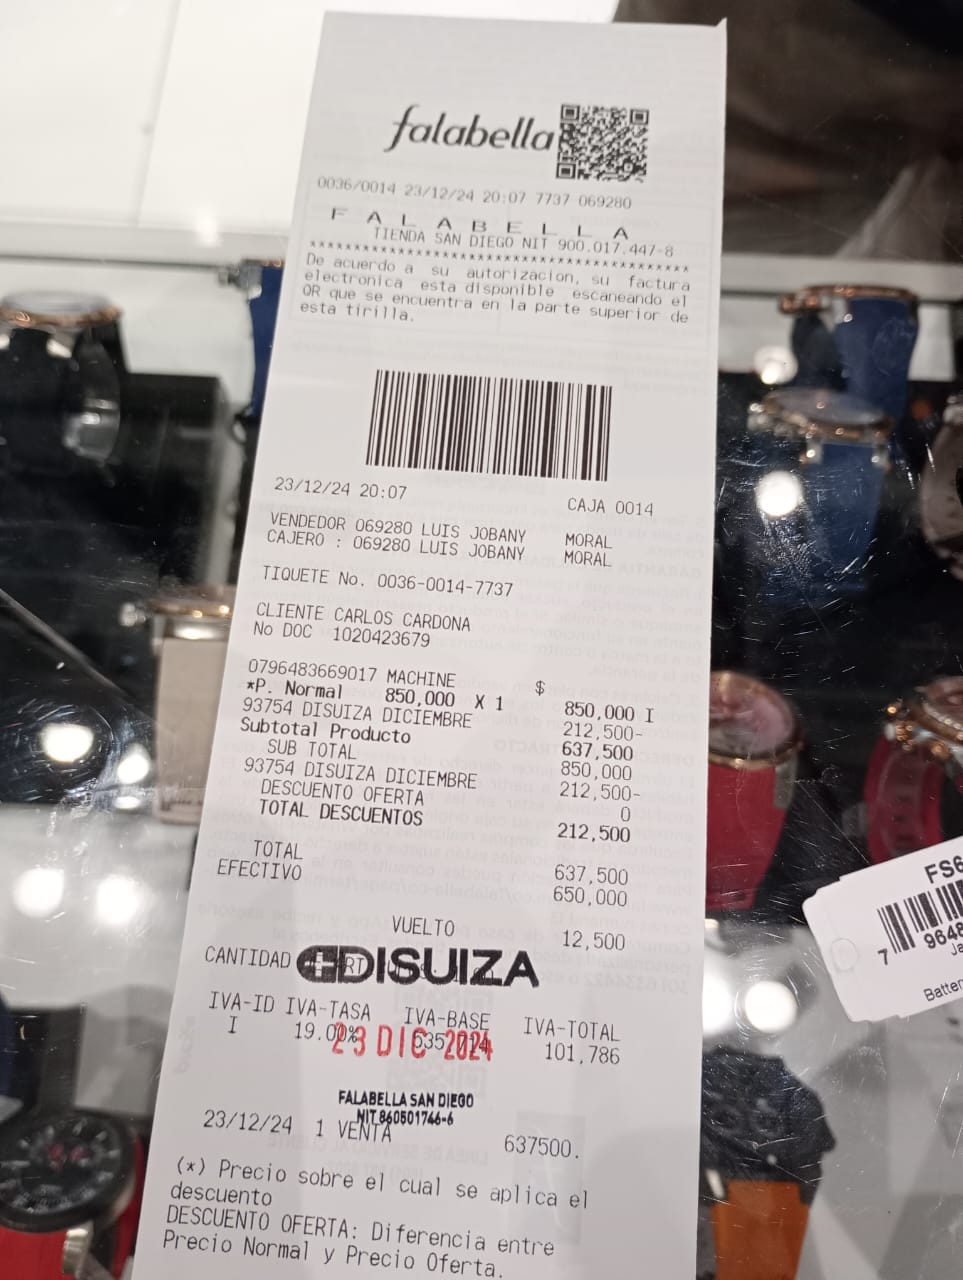 falabella
0036/0014 23/12/24 20:07 7737 069280
F A L A B E L L A
TIENDA SAN DIEGO NIT 900.017.447-8
****************************************
De acuerdo a su autorizacion, su factura
electronica esta disponible escaneando el
QR que se encuentra en la parte superior de
esta tirilla.
23/12/24 20:07 CAJA 0014
VENDEDOR 069280 LUIS JOBANY MORAL
CAJERO : 069280 LUIS JOBANY MORAL
TIQUETE No. 0036-0014-7737
CLIENTE CARLOS CARDONA
No DOC 1020423679
$
0796483669017 MACHINE 850,000 I
*P. Normal 850,000 X 1
93754 DISUIZA DICIEMBRE 212,500-
Subtotal Producto 637,500
SUB TOTAL 850,000
93754 DISUIZA DICIEMBRE 212,500-
DESCUENTO OFERTA 0
TOTAL DESCUENTOS 212,500
TOTAL 637,500
EFECTIVO 650,000
VUELTO 12,500
CANTIDAD
DISUIZA
IVA-ID IVA-TASA IVA-BASE IVA-TOTAL
I 19.00% 535,714 101,786
23 DIC 2024
FALABELLA SAN DIEGO
NIT 860501746-6
23/12/24 1 VENTA 637500.
(*) Precio sobre el cual se aplica el
descuento
DESCUENTO OFERTA: Diferencia entre
Precio Normal y Precio Oferta.
FS6
7 9648
Ja
Batter